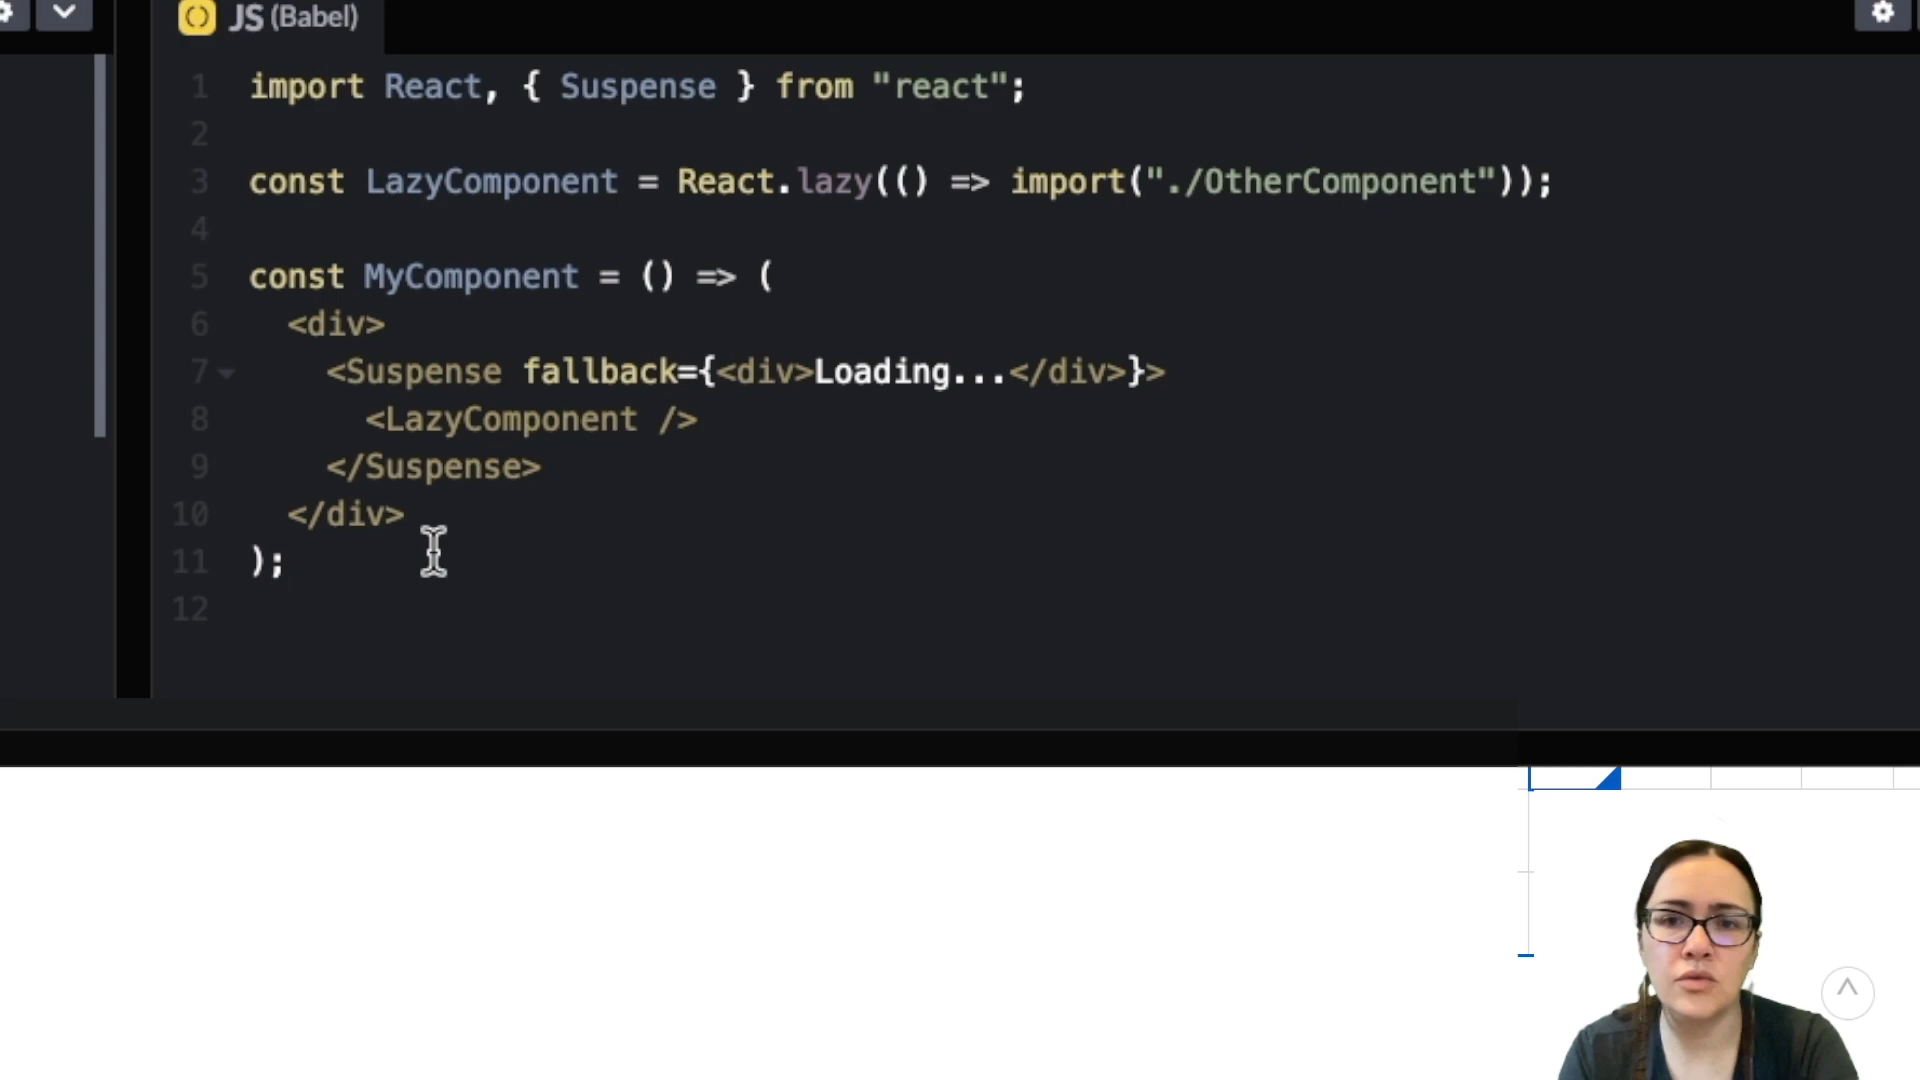 JS (Babel)
1 import React, { Suspense } from "react";
2
3 const LazyComponent = React.lazy(() => import("./OtherComponent"));
4
5 const MyComponent = () => (
6 <div>
7 <Suspense fallback={<div>Loading...</div>}>
8 <LazyComponent />
9 </Suspense>
10 </div>
11 );
12